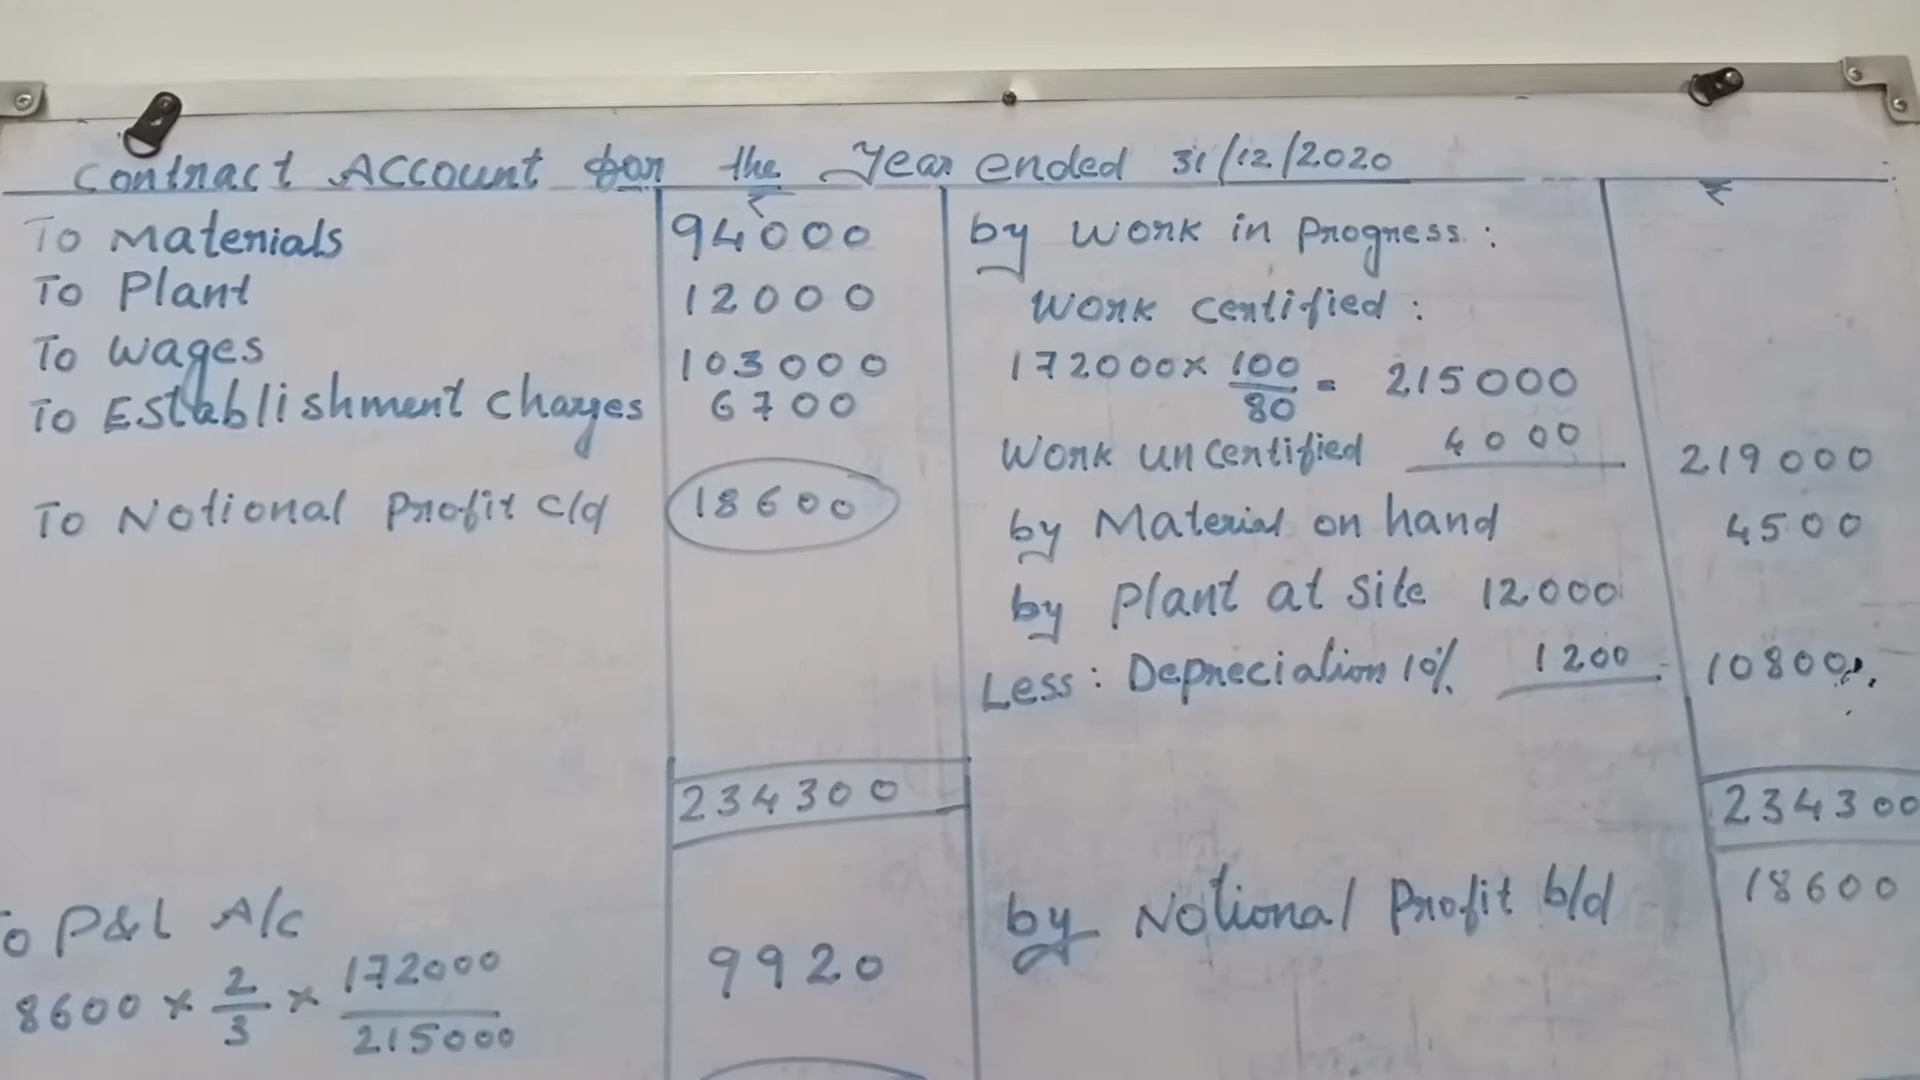 Contract Account for the Year ended 31/12/2020
₹
₹
To Materials 94000
To Plant 12000
To Wages 103000
To Establishment Charges 6700
To Notional Profit c/d 18600
234300
To P&L A/c
8600 × 2/3 × 172000/215000 9920
by Work in Progress :
Work Certified :
172000 × 100/80 = 215000
Work uncertified 4000 219000
by Material on hand 4500
by Plant at Site 12000
Less : Depreciation 10% 1200 10800
234300
by Notional Profit b/d 18600